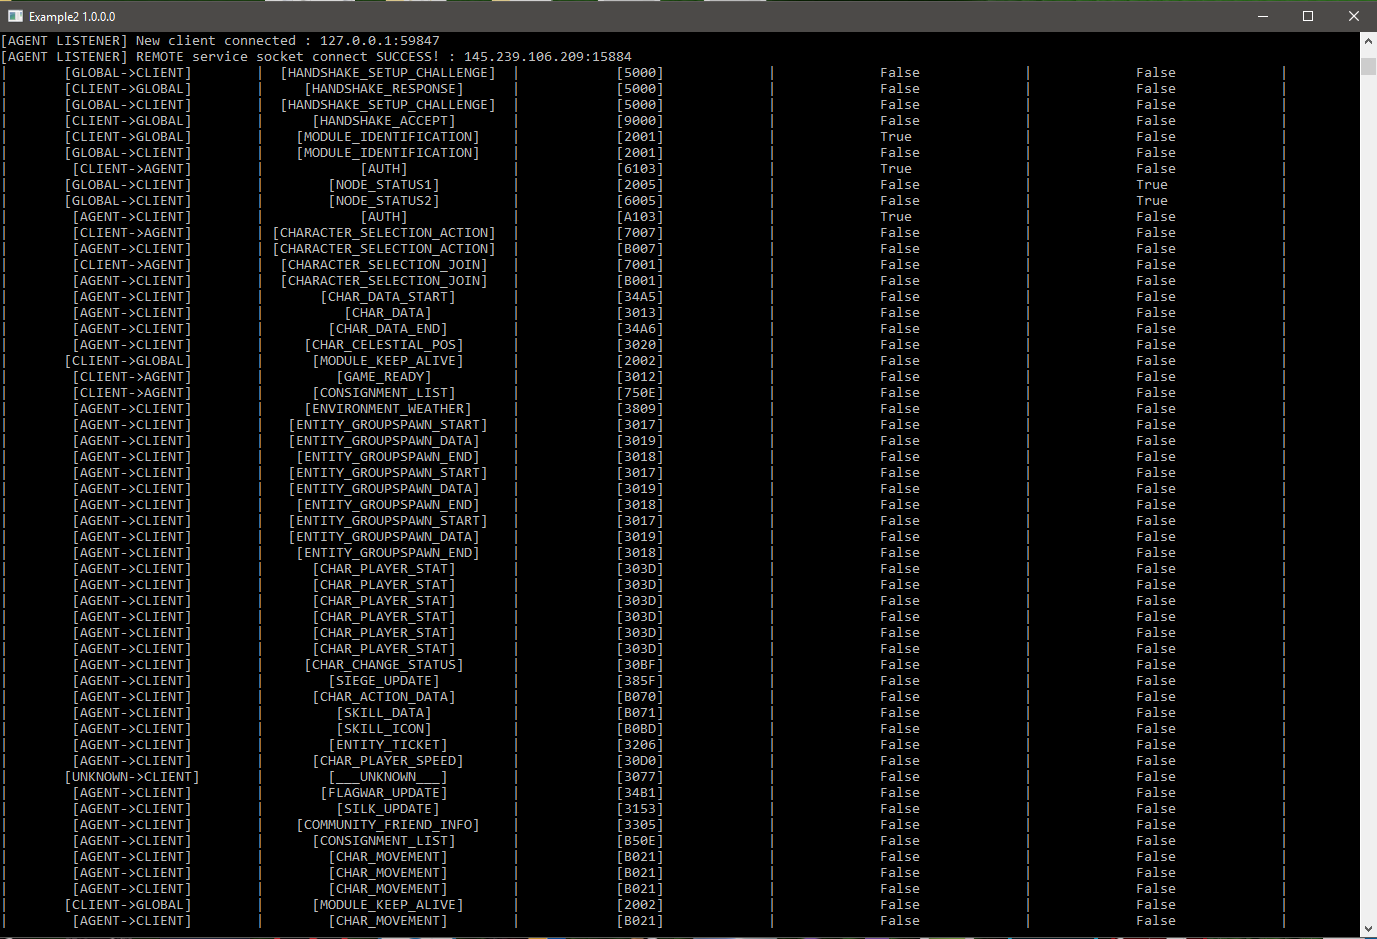 Example2 1.0.0.0
[AGENT LISTENER] New client connected : 127.0.0.1:59847
[AGENT LISTENER] REMOTE service socket connect SUCCESS! : 145.239.106.209:15884
| [GLOBAL->CLIENT] | [HANDSHAKE_SETUP_CHALLENGE] | [5000] | False | False |
| [CLIENT->GLOBAL] | [HANDSHAKE_RESPONSE] | [5000] | False | False |
| [GLOBAL->CLIENT] | [HANDSHAKE_SETUP_CHALLENGE] | [5000] | False | False |
| [CLIENT->GLOBAL] | [HANDSHAKE_ACCEPT] | [9000] | False | False |
| [CLIENT->GLOBAL] | [MODULE_IDENTIFICATION] | [2001] | True | False |
| [GLOBAL->CLIENT] | [MODULE_IDENTIFICATION] | [2001] | False | False |
| [CLIENT->AGENT] | [AUTH] | [6103] | True | False |
| [GLOBAL->CLIENT] | [NODE_STATUS1] | [2005] | False | True |
| [GLOBAL->CLIENT] | [NODE_STATUS2] | [6005] | False | True |
| [AGENT->CLIENT] | [AUTH] | [A103] | True | False |
| [CLIENT->AGENT] | [CHARACTER_SELECTION_ACTION] | [7007] | False | False |
| [AGENT->CLIENT] | [CHARACTER_SELECTION_ACTION] | [B007] | False | False |
| [CLIENT->AGENT] | [CHARACTER_SELECTION_JOIN] | [7001] | False | False |
| [AGENT->CLIENT] | [CHARACTER_SELECTION_JOIN] | [B001] | False | False |
| [AGENT->CLIENT] | [CHAR_DATA_START] | [34A5] | False | False |
| [AGENT->CLIENT] | [CHAR_DATA] | [3013] | False | False |
| [AGENT->CLIENT] | [CHAR_DATA_END] | [34A6] | False | False |
| [AGENT->CLIENT] | [CHAR_CELESTIAL_POS] | [3020] | False | False |
| [CLIENT->GLOBAL] | [MODULE_KEEP_ALIVE] | [2002] | False | False |
| [CLIENT->AGENT] | [GAME_READY] | [3012] | False | False |
| [CLIENT->AGENT] | [CONSIGNMENT_LIST] | [750E] | False | False |
| [AGENT->CLIENT] | [ENVIRONMENT_WEATHER] | [3809] | False | False |
| [AGENT->CLIENT] | [ENTITY_GROUPSPAWN_START] | [3017] | False | False |
| [AGENT->CLIENT] | [ENTITY_GROUPSPAWN_DATA] | [3019] | False | False |
| [AGENT->CLIENT] | [ENTITY_GROUPSPAWN_END] | [3018] | False | False |
| [AGENT->CLIENT] | [ENTITY_GROUPSPAWN_START] | [3017] | False | False |
| [AGENT->CLIENT] | [ENTITY_GROUPSPAWN_DATA] | [3019] | False | False |
| [AGENT->CLIENT] | [ENTITY_GROUPSPAWN_END] | [3018] | False | False |
| [AGENT->CLIENT] | [ENTITY_GROUPSPAWN_START] | [3017] | False | False |
| [AGENT->CLIENT] | [ENTITY_GROUPSPAWN_DATA] | [3019] | False | False |
| [AGENT->CLIENT] | [ENTITY_GROUPSPAWN_END] | [3018] | False | False |
| [AGENT->CLIENT] | [CHAR_PLAYER_STAT] | [303D] | False | False |
| [AGENT->CLIENT] | [CHAR_PLAYER_STAT] | [303D] | False | False |
| [AGENT->CLIENT] | [CHAR_PLAYER_STAT] | [303D] | False | False |
| [AGENT->CLIENT] | [CHAR_PLAYER_STAT] | [303D] | False | False |
| [AGENT->CLIENT] | [CHAR_PLAYER_STAT] | [303D] | False | False |
| [AGENT->CLIENT] | [CHAR_PLAYER_STAT] | [303D] | False | False |
| [AGENT->CLIENT] | [CHAR_CHANGE_STATUS] | [30BF] | False | False |
| [AGENT->CLIENT] | [SIEGE_UPDATE] | [385F] | False | False |
| [AGENT->CLIENT] | [CHAR_ACTION_DATA] | [B070] | False | False |
| [AGENT->CLIENT] | [SKILL_DATA] | [B071] | False | False |
| [AGENT->CLIENT] | [SKILL_ICON] | [B0BD] | False | False |
| [AGENT->CLIENT] | [ENTITY_TICKET] | [3206] | False | False |
| [AGENT->CLIENT] | [CHAR_PLAYER_SPEED] | [30D0] | False | False |
| [UNKNOWN->CLIENT] | [___UNKNOWN___] | [3077] | False | False |
| [AGENT->CLIENT] | [FLAGWAR_UPDATE] | [34B1] | False | False |
| [AGENT->CLIENT] | [SILK_UPDATE] | [3153] | False | False |
| [AGENT->CLIENT] | [COMMUNITY_FRIEND_INFO] | [3305] | False | False |
| [AGENT->CLIENT] | [CONSIGNMENT_LIST] | [B50E] | False | False |
| [AGENT->CLIENT] | [CHAR_MOVEMENT] | [B021] | False | False |
| [AGENT->CLIENT] | [CHAR_MOVEMENT] | [B021] | False | False |
| [AGENT->CLIENT] | [CHAR_MOVEMENT] | [B021] | False | False |
| [CLIENT->GLOBAL] | [MODULE_KEEP_ALIVE] | [2002] | False | False |
| [AGENT->CLIENT] | [CHAR_MOVEMENT] | [B021] | False | False |